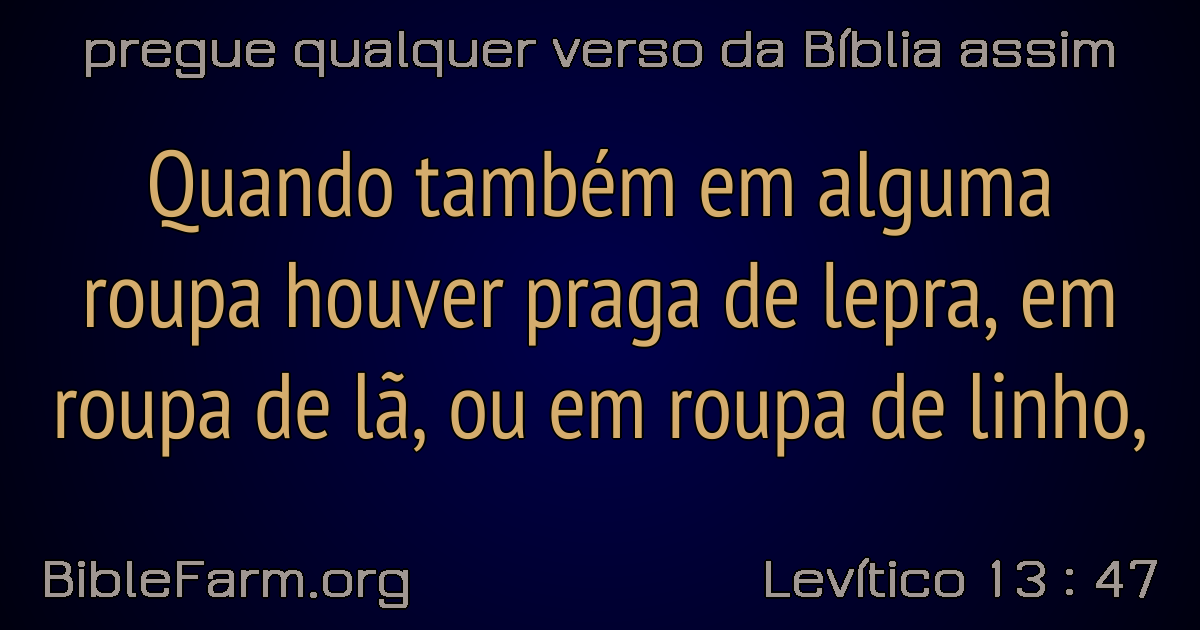 pregue qualquer verso da Bíblia assim
Quando também em alguma
roupa houver praga de lepra, em
roupa de lã, ou em roupa de linho,
BibleFarm.org
Levítico 13 : 47